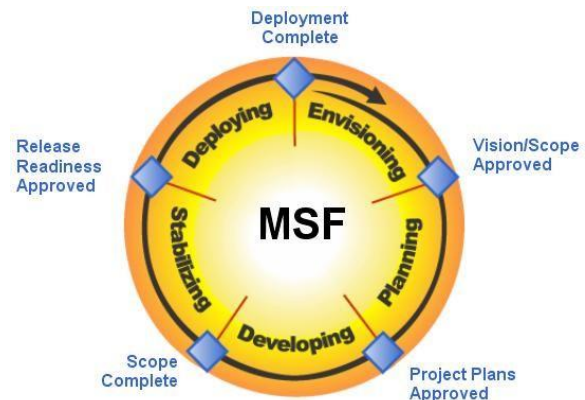 Deployment
Complete
Deploying
Envisioning
Release
Readiness
Approved
Vision/Scope
Approved
MSF
Stabilizing
Planning
Developing
Scope
Complete
Project Plans
Approved